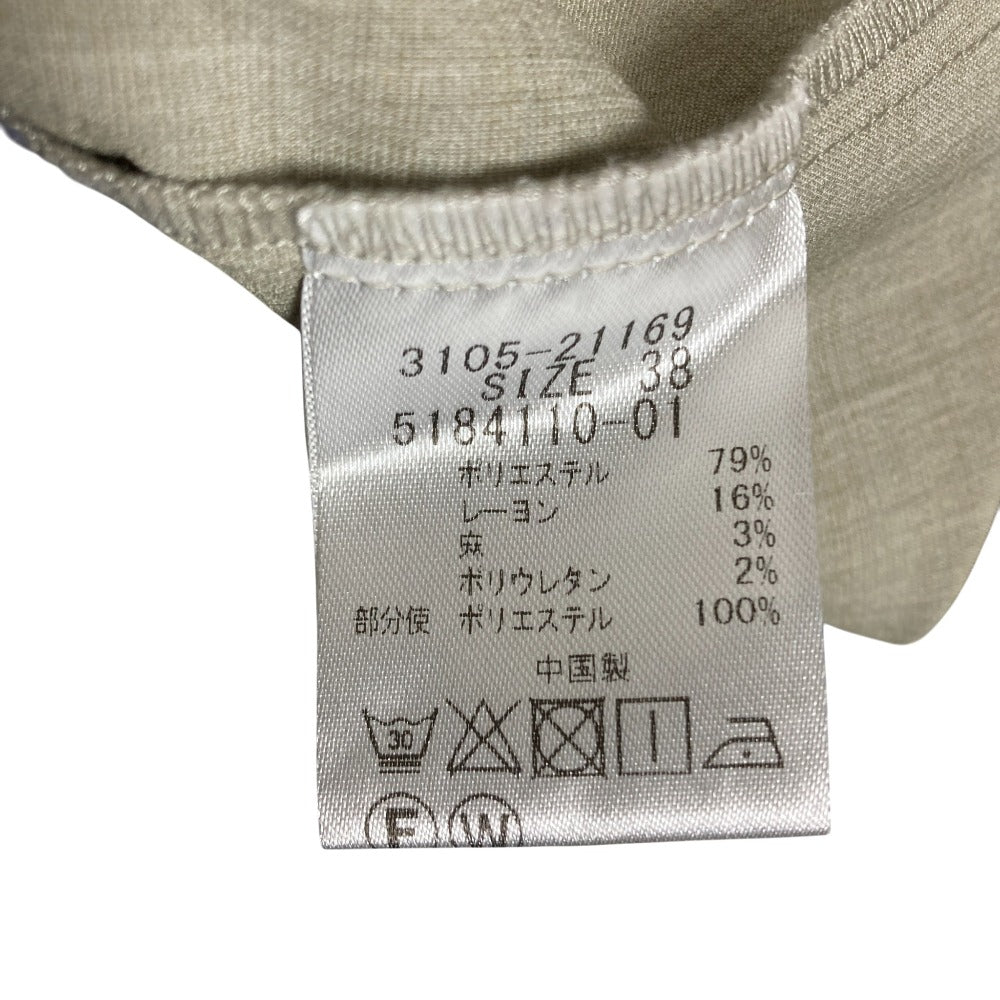 3105-21169
SIZE 38
5184110-01
ポリエステル 79%
レーヨン 16%
麻 3%
ポリウレタン 2%
部分使 ポリエステル 100%
中国製
30
F W